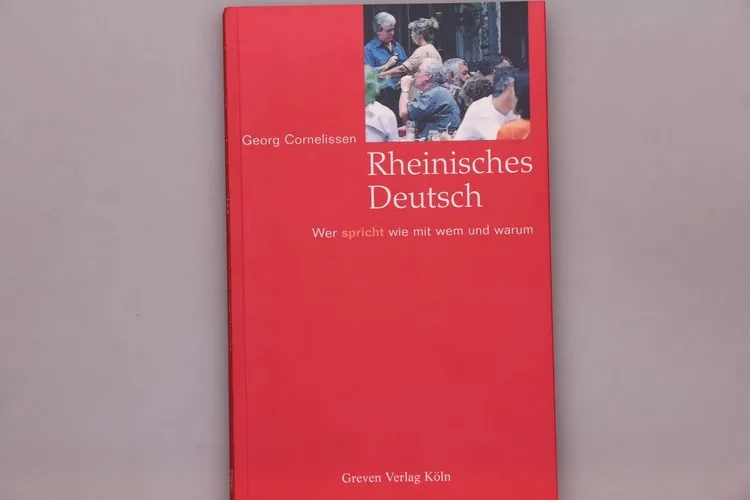 Georg Cornelissen
Rheinisches
Deutsch
Wer spricht wie mit wem und warum
Greven Verlag Köln